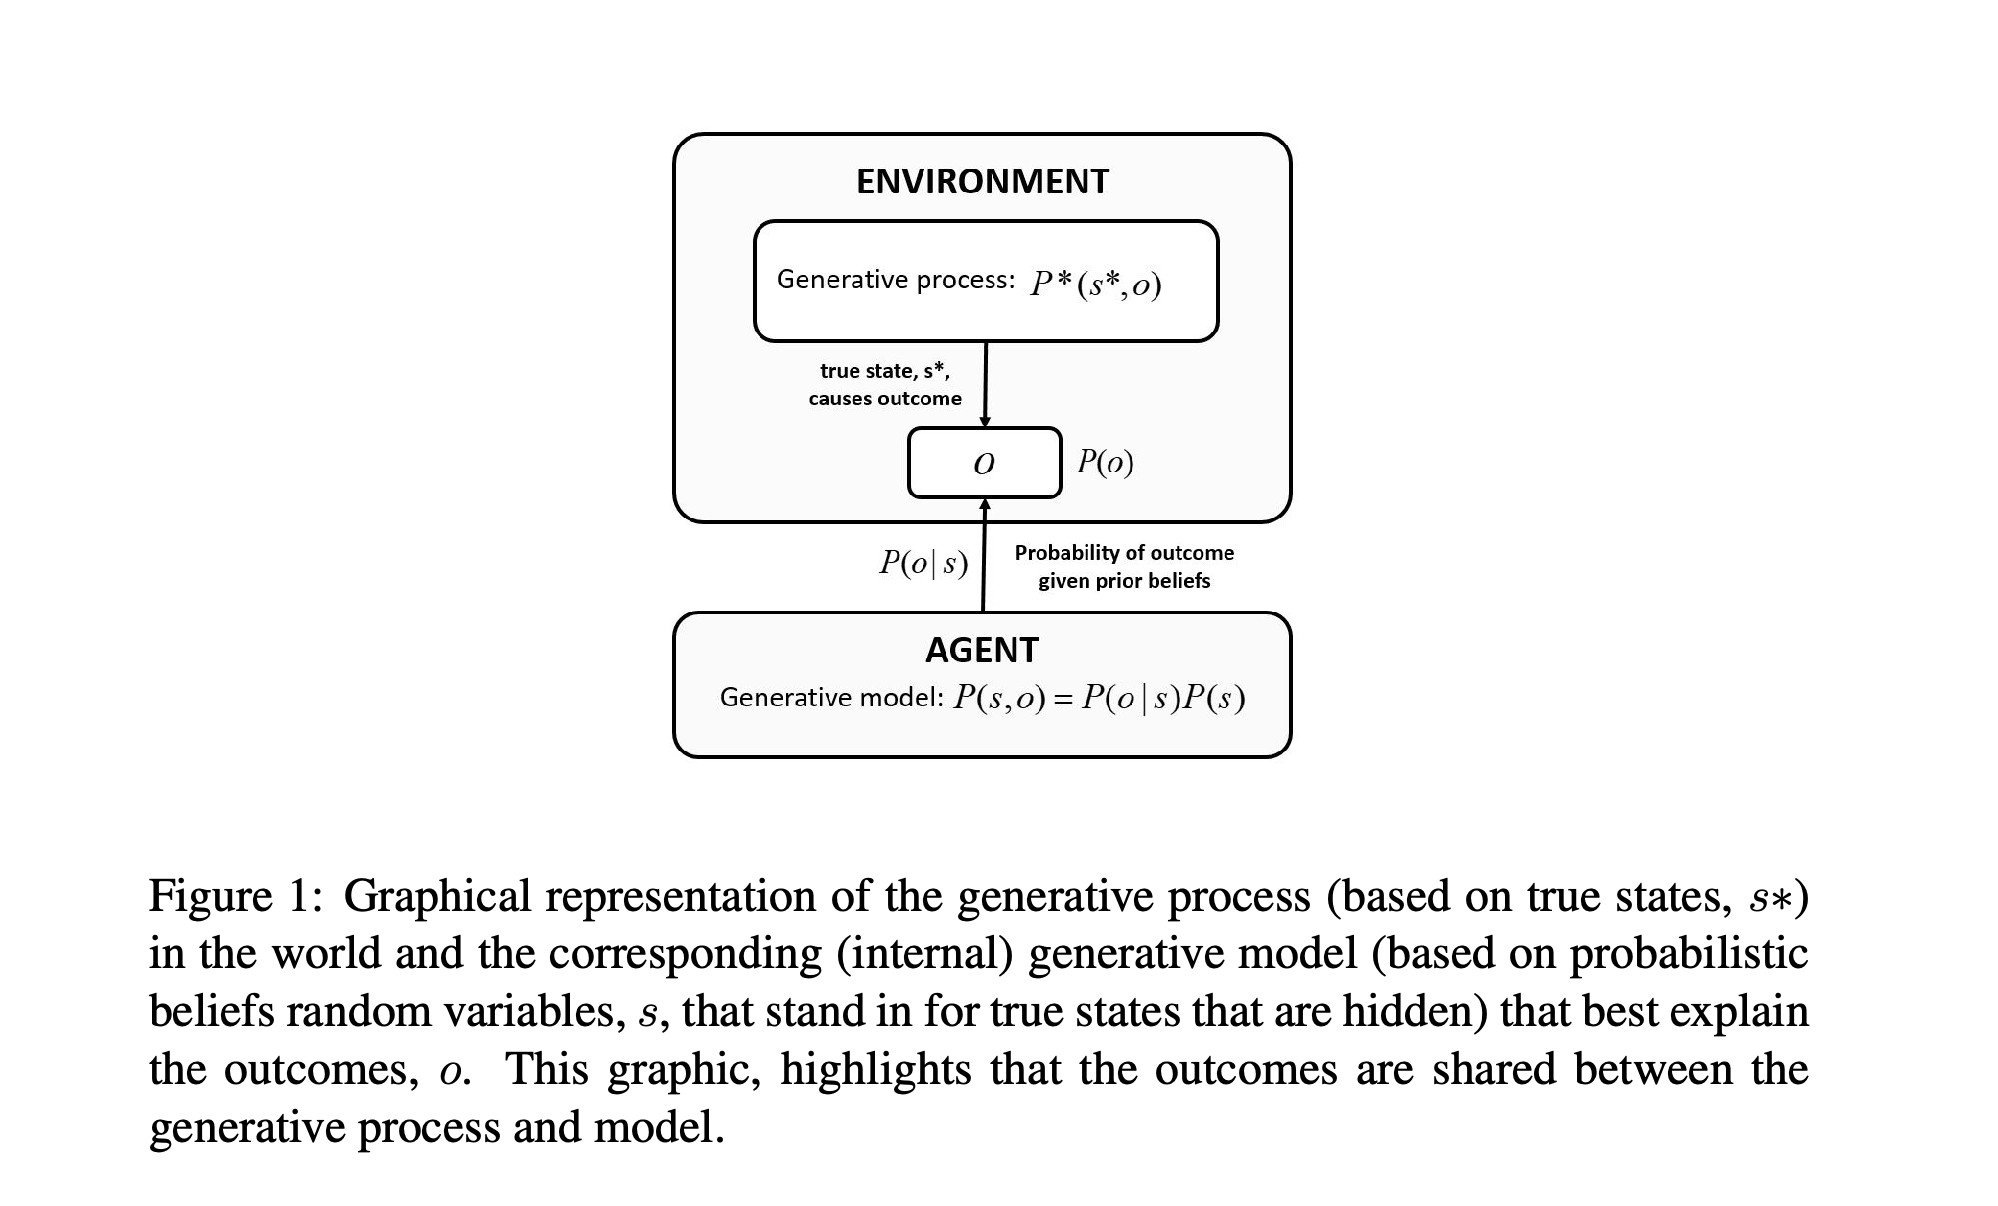 ENVIRONMENT
Generative process: P*(s*,o)
true state, s*,
causes outcome
o P(o)
P(o|s)
Probability of outcome
given prior beliefs
AGENT
Generative model: P(s,o) = P(o|s)P(s)
Figure 1: Graphical representation of the generative process (based on true states, s∗)
in the world and the corresponding (internal) generative model (based on probabilistic
beliefs random variables, s, that stand in for true states that are hidden) that best explain
the outcomes, o. This graphic, highlights that the outcomes are shared between the
generative process and model.